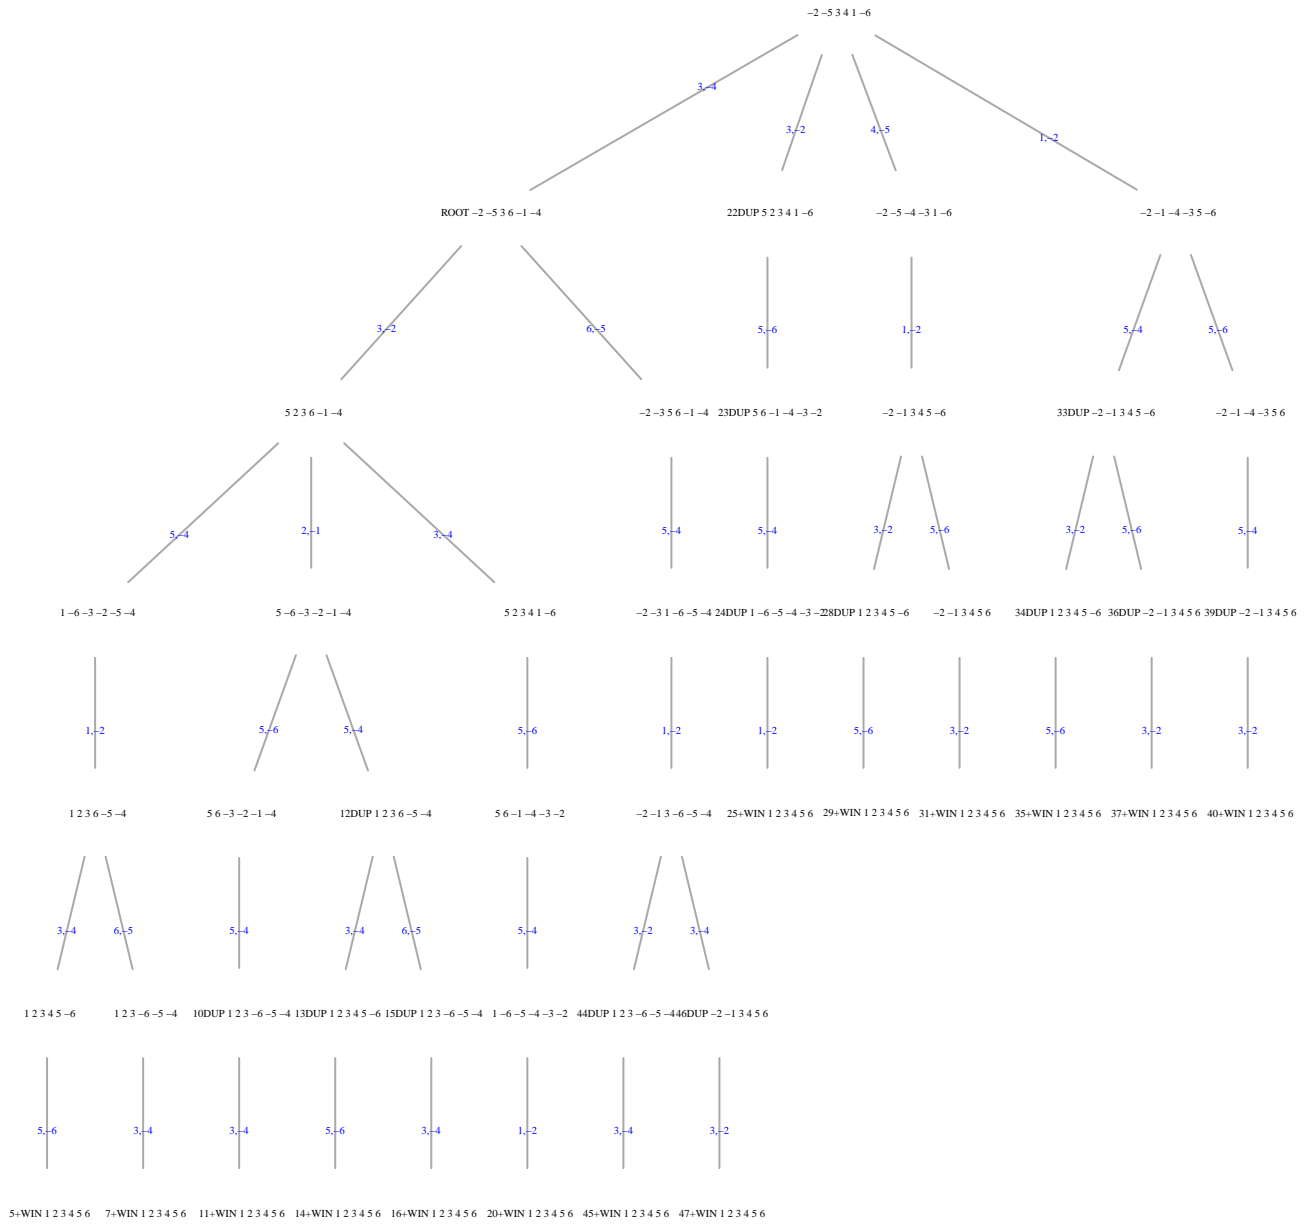 −2 −5 3 4 1 −6
3,−4
3,−2
4,−5
1,−2
ROOT −2 −5 3 6 −1 −4
22DUP 5 2 3 4 1 −6
−2 −5 −4 −3 1 −6
−2 −1 −4 −3 5 −6
3,−2
6,−5
5,−6
1,−2
5,−4
5,−6
5 2 3 6 −1 −4
−2 −3 5 6 −1 −4
23DUP 5 6 −1 −4 −3 −2
−2 −1 3 4 5 −6
33DUP −2 −1 3 4 5 −6
−2 −1 −4 −3 5 6
5,−4
2,−1
3,−4
5,−4
5,−4
3,−2
5,−6
3,−2
5,−6
5,−4
1 −6 −3 −2 −5 −4
5 −6 −3 −2 −1 −4
5 2 3 4 1 −6
−2 −3 1 −6 −5 −4
24DUP 1 −6 −5 −4 −3 −2
28DUP 1 2 3 4 5 −6
−2 −1 3 4 5 6
34DUP 1 2 3 4 5 −6
36DUP −2 −1 3 4 5 6
39DUP −2 −1 3 4 5 6
1,−2
5,−6
5,−4
5,−6
1,−2
1,−2
5,−6
3,−2
5,−6
3,−2
3,−2
1 2 3 6 −5 −4
5 6 −3 −2 −1 −4
12DUP 1 2 3 6 −5 −4
5 6 −1 −4 −3 −2
−2 −1 3 −6 −5 −4
25+WIN 1 2 3 4 5 6
29+WIN 1 2 3 4 5 6
31+WIN 1 2 3 4 5 6
35+WIN 1 2 3 4 5 6
37+WIN 1 2 3 4 5 6
40+WIN 1 2 3 4 5 6
3,−4
6,−5
5,−4
3,−4
6,−5
5,−4
3,−2
3,−4
1 2 3 4 5 −6
1 2 3 −6 −5 −4
10DUP 1 2 3 −6 −5 −4
13DUP 1 2 3 4 5 −6
15DUP 1 2 3 −6 −5 −4
1 −6 −5 −4 −3 −2
44DUP 1 2 3 −6 −5 −4
46DUP −2 −1 3 4 5 6
5,−6
3,−4
3,−4
5,−6
3,−4
1,−2
3,−4
3,−2
5+WIN 1 2 3 4 5 6
7+WIN 1 2 3 4 5 6
11+WIN 1 2 3 4 5 6
14+WIN 1 2 3 4 5 6
16+WIN 1 2 3 4 5 6
20+WIN 1 2 3 4 5 6
45+WIN 1 2 3 4 5 6
47+WIN 1 2 3 4 5 6